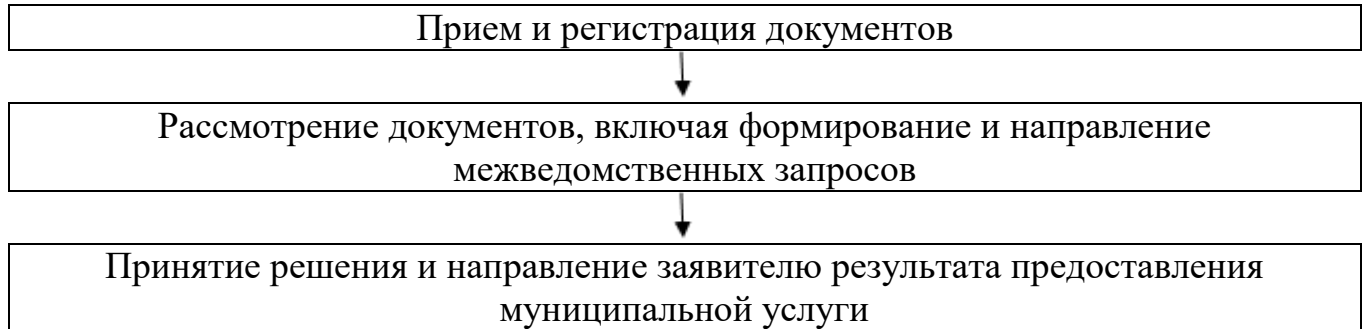 Прием и регистрация документов
Рассмотрение документов, включая формирование и направление
межведомственных запросов
Принятие решения и направление заявителю результата предоставления
муниципальной услуги